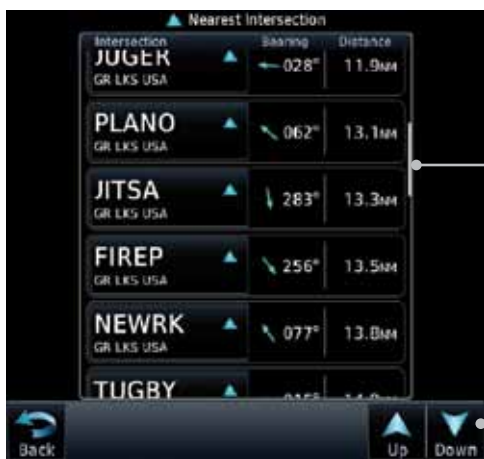 Nearest Intersection
Intersection Bearing Distance
JUGER 028° 11.9NM
GR LKS USA
PLANO 062° 13.1NM
GR LKS USA
JITSA 283° 13.3NM
GR LKS USA
FIREP 256° 13.5NM
GR LKS USA
NEWRK 077° 13.8NM
GR LKS USA
TUGBY
Back Up Down